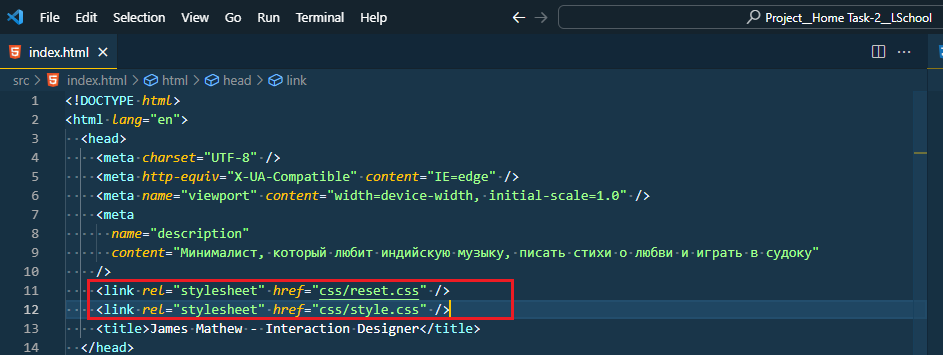 File Edit Selection View Go Run Terminal Help Project__Home Task-2__LSchool
index.html
src > index.html > html > head > link
1 <!DOCTYPE html>
2 <html lang="en">
3 <head>
4 <meta charset="UTF-8" />
5 <meta http-equiv="X-UA-Compatible" content="IE=edge" />
6 <meta name="viewport" content="width=device-width, initial-scale=1.0" />
7 <meta
8 name="description"
9 content="Минималист, который любит индийскую музыку, писать стихи о любви и играть в судоку"
10 />
11 <link rel="stylesheet" href="css/reset.css" />
12 <link rel="stylesheet" href="css/style.css" />
13 <title>James Mathew - Interaction Designer</title>
14 </head>